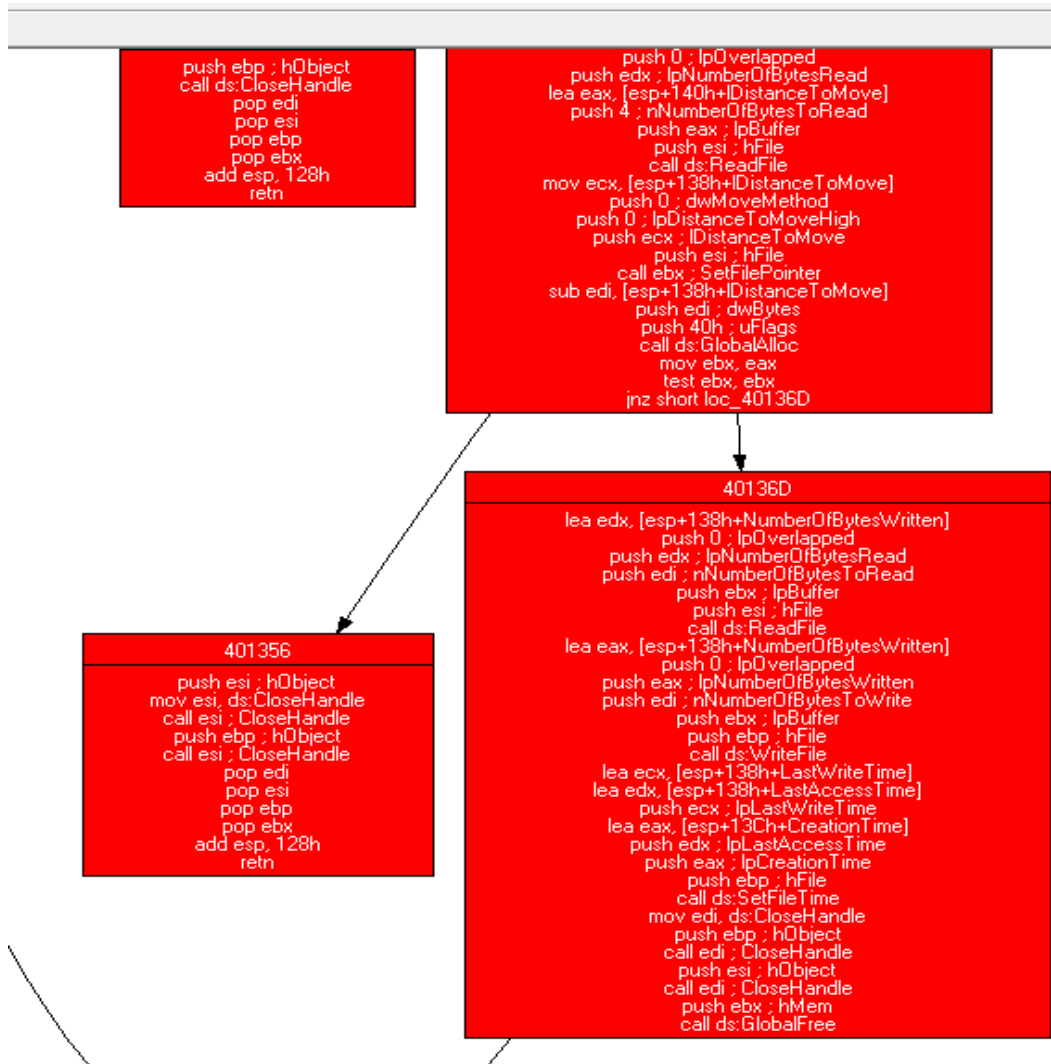 push ebp ; hObject
call ds:CloseHandle
pop edi
pop esi
pop ebp
pop ebx
add esp, 128h
retn
push 0 ; lpOverlapped
push edx ; lpNumberOfBytesRead
lea eax, [esp+140h+lDistanceToMove]
push 4 ; nNumberOfBytesToRead
push eax ; lpBuffer
push esi ; hFile
call ds:ReadFile
mov ecx, [esp+138h+lDistanceToMove]
push 0 ; dwMoveMethod
push 0 ; lpDistanceToMoveHigh
push ecx ; lDistanceToMove
push esi ; hFile
call ebx ; SetFilePointer
sub edi, [esp+138h+lDistanceToMove]
push edi ; dwBytes
push 40h ; uFlags
call ds:GlobalAlloc
mov ebx, eax
test ebx, ebx
jnz short loc_40136D
40136D
lea edx, [esp+138h+NumberOfBytesWritten]
push 0 ; lpOverlapped
push edx ; lpNumberOfBytesRead
push edi ; nNumberOfBytesToRead
push ebx ; lpBuffer
push esi ; hFile
call ds:ReadFile
lea eax, [esp+138h+NumberOfBytesWritten]
push 0 ; lpOverlapped
push eax ; lpNumberOfBytesWritten
push edi ; nNumberOfBytesToWrite
push ebx ; lpBuffer
push ebp ; hFile
call ds:WriteFile
lea ecx, [esp+138h+LastWriteTime]
lea edx, [esp+138h+LastAccessTime]
push ecx ; lpLastWriteTime
lea eax, [esp+13Ch+CreationTime]
push edx ; lpLastAccessTime
push eax ; lpCreationTime
push ebp ; hFile
call ds:SetFileTime
mov edi, ds:CloseHandle
push ebp ; hObject
call edi ; CloseHandle
push esi ; hObject
call edi ; CloseHandle
push ebx ; hMem
call ds:GlobalFree
401356
push esi ; hObject
mov esi, ds:CloseHandle
call esi ; CloseHandle
push ebp ; hObject
call esi ; CloseHandle
pop edi
pop esi
pop ebp
pop ebx
add esp, 128h
retn